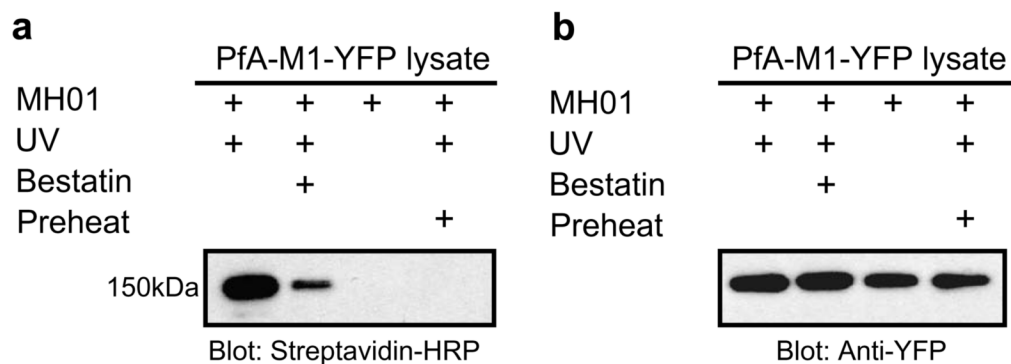 a
PfA-M1-YFP lysate
MH01 + + + +
UV + + +
Bestatin +
Preheat +
150kDa
Blot: Streptavidin-HRP
b
PfA-M1-YFP lysate
MH01 + + + +
UV + + +
Bestatin +
Preheat +
Blot: Anti-YFP